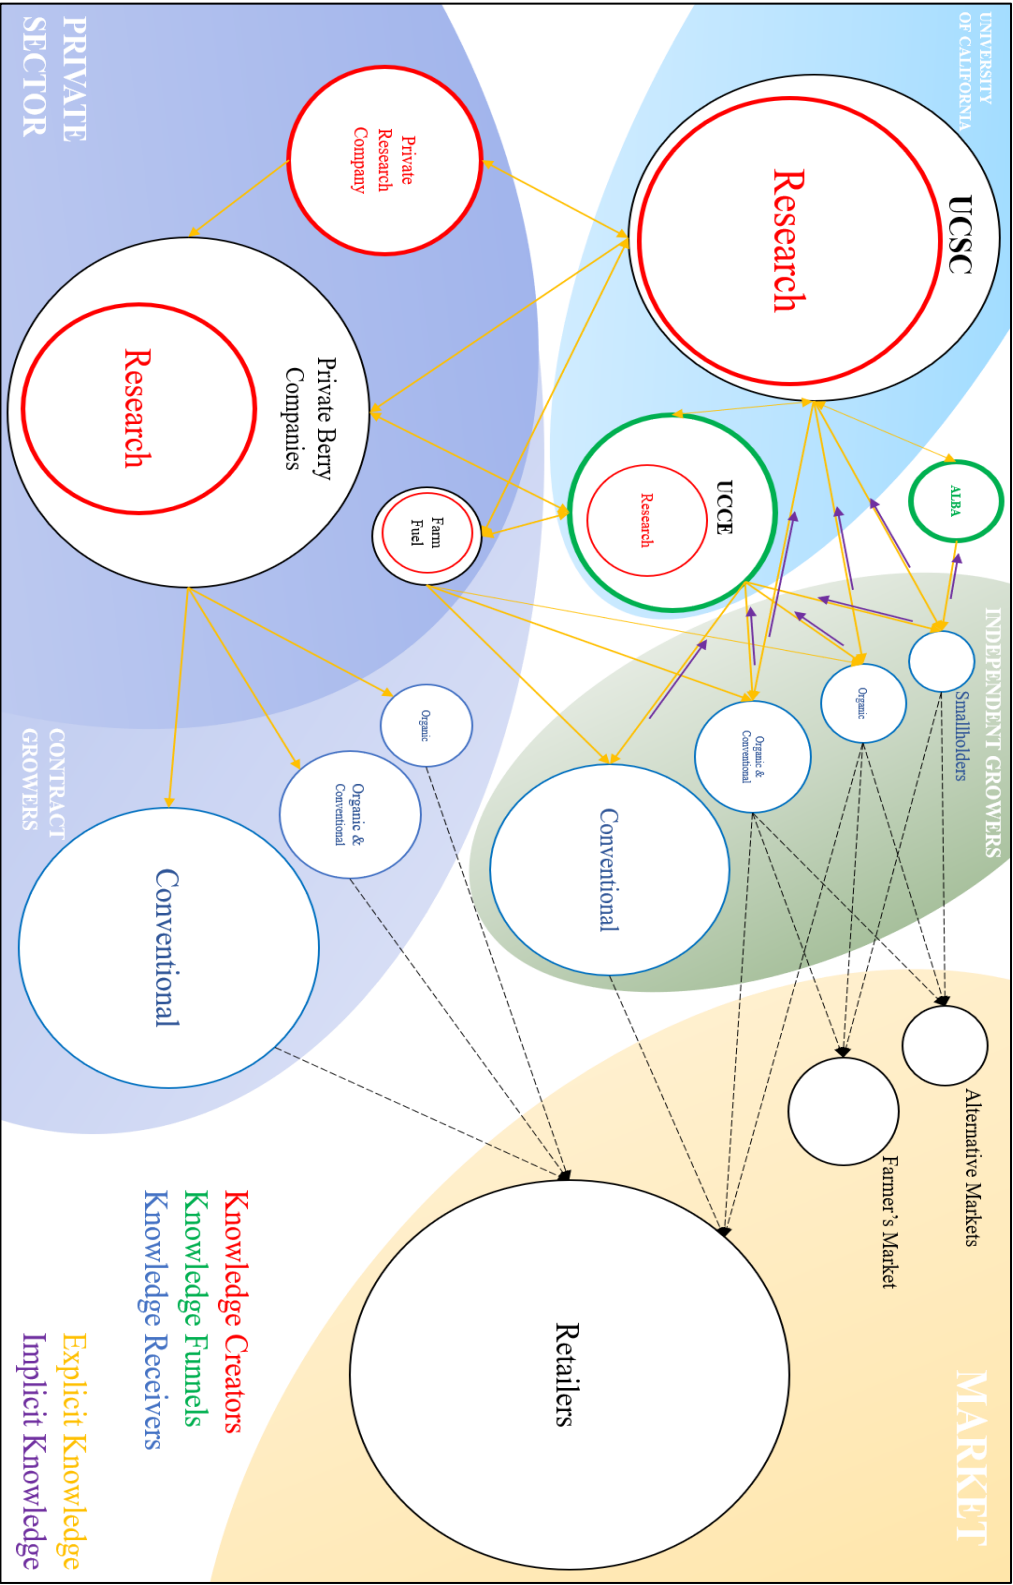 UNIVERSITY
OF CALIFORNIA
UCSC
Research
ALBA
UCCE
Research
PRIVATE
SECTOR
Private
Research
Company
Private Berry
Companies
Research
Farm
Fuel
INDEPENDENT GROWERS
Smallholders
Organic
Organic &
Conventional
Conventional
CONTRACT
GROWERS
Organic
Organic &
Conventional
Conventional
MARKET
Alternative Markets
Farmer’s Market
Retailers
Knowledge Creators
Knowledge Funnels
Knowledge Receivers
Explicit Knowledge
Implicit Knowledge